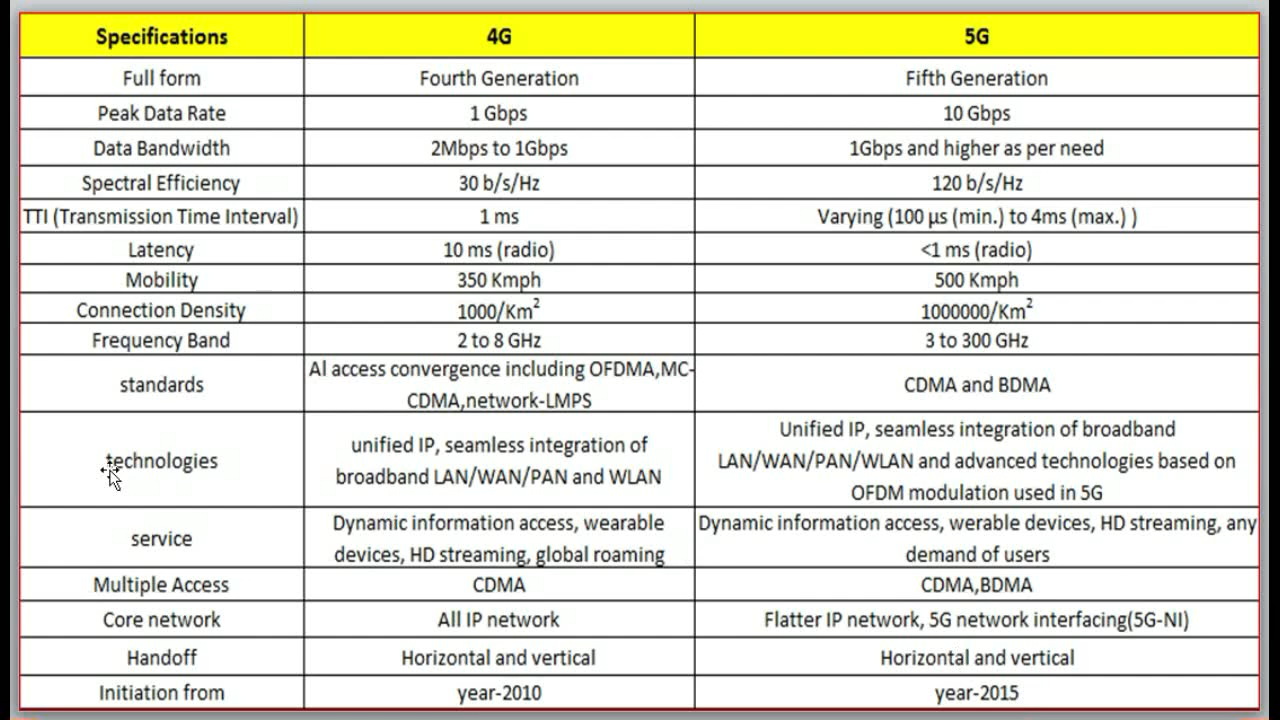 Specifications 4G 5G
Full form Fourth Generation Fifth Generation
Peak Data Rate 1 Gbps 10 Gbps
Data Bandwidth 2Mbps to 1Gbps 1Gbps and higher as per need
Spectral Efficiency 30 b/s/Hz 120 b/s/Hz
TTI (Transmission Time Interval) 1 ms Varying (100 µs (min.) to 4ms (max.) )
Latency 10 ms (radio) <1 ms (radio)
Mobility 350 Kmph 500 Kmph
Connection Density 1000/Km² 1000000/Km²
Frequency Band 2 to 8 GHz 3 to 300 GHz
standards
Al access convergence including OFDMA,MC-
CDMA,network-LMPS
CDMA and BDMA
technologies
unified IP, seamless integration of
broadband LAN/WAN/PAN and WLAN
Unified IP, seamless integration of broadband
LAN/WAN/PAN/WLAN and advanced technologies based on
OFDM modulation used in 5G
service
Dynamic information access, wearable
devices, HD streaming, global roaming
Dynamic information access, werable devices, HD streaming, any
demand of users
Multiple Access CDMA CDMA,BDMA
Core network All IP network Flatter IP network, 5G network interfacing(5G-NI)
Handoff Horizontal and vertical Horizontal and vertical
Initiation from year-2010 year-2015